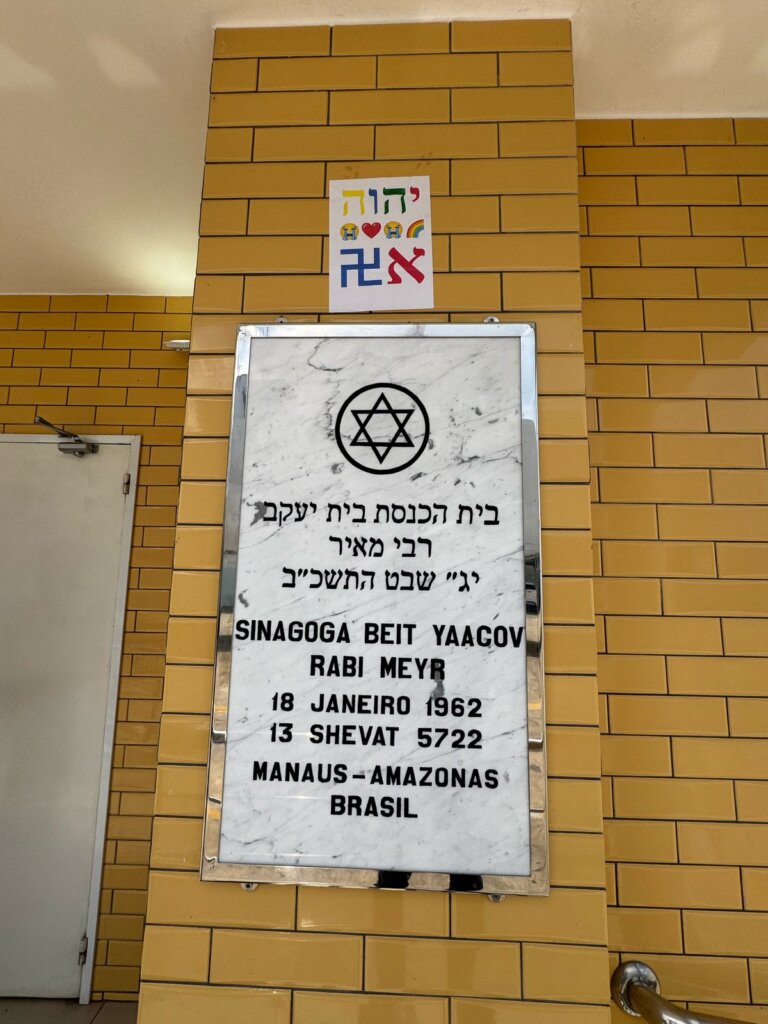 יהוה
😭❤️😭🌈
א
בית הכנסת בית יעקב
רבי מאיר
יג״ שבט התשכ״ב
SINAGOGA BEIT YAACOV
RABI MEYR
18 JANEIRO 1962
13 SHEVAT 5722
MANAUS-AMAZONAS
BRASIL